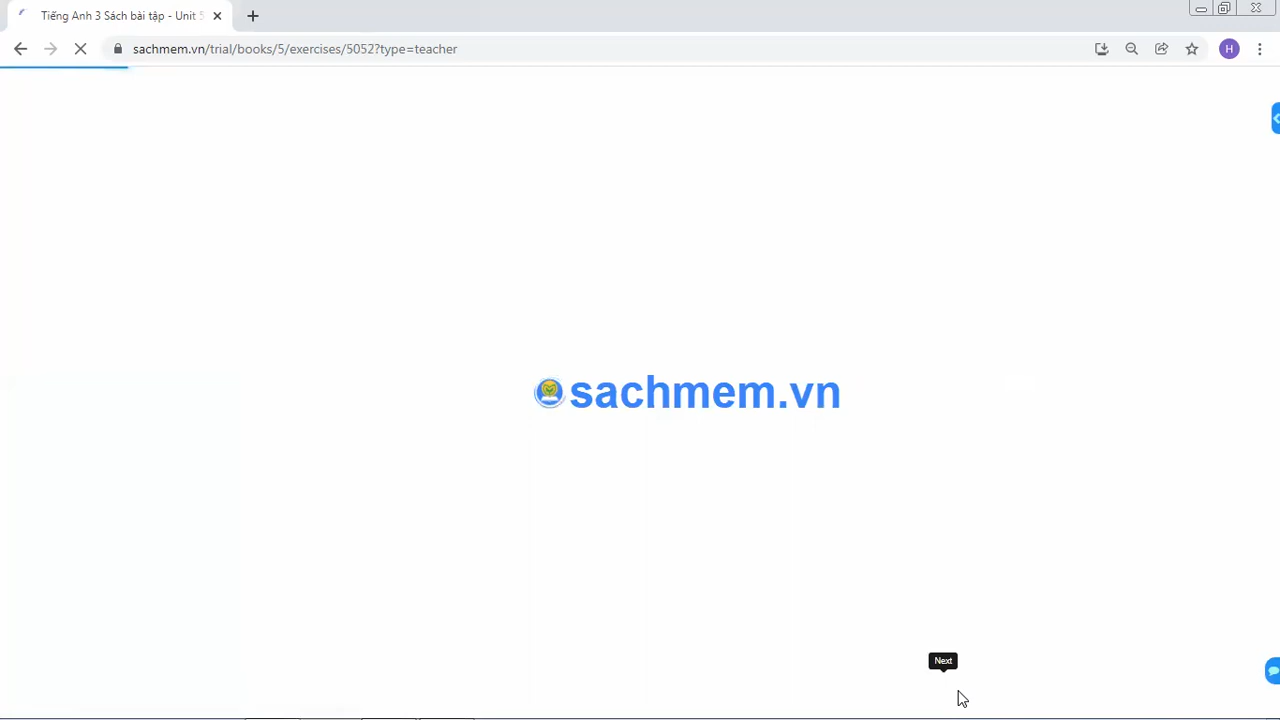 Tiếng Anh 3 Sách bài tập - Unit 5
sachmem.vn/trial/books/5/exercises/5052?type=teacher
H
sachmem.vn
Next